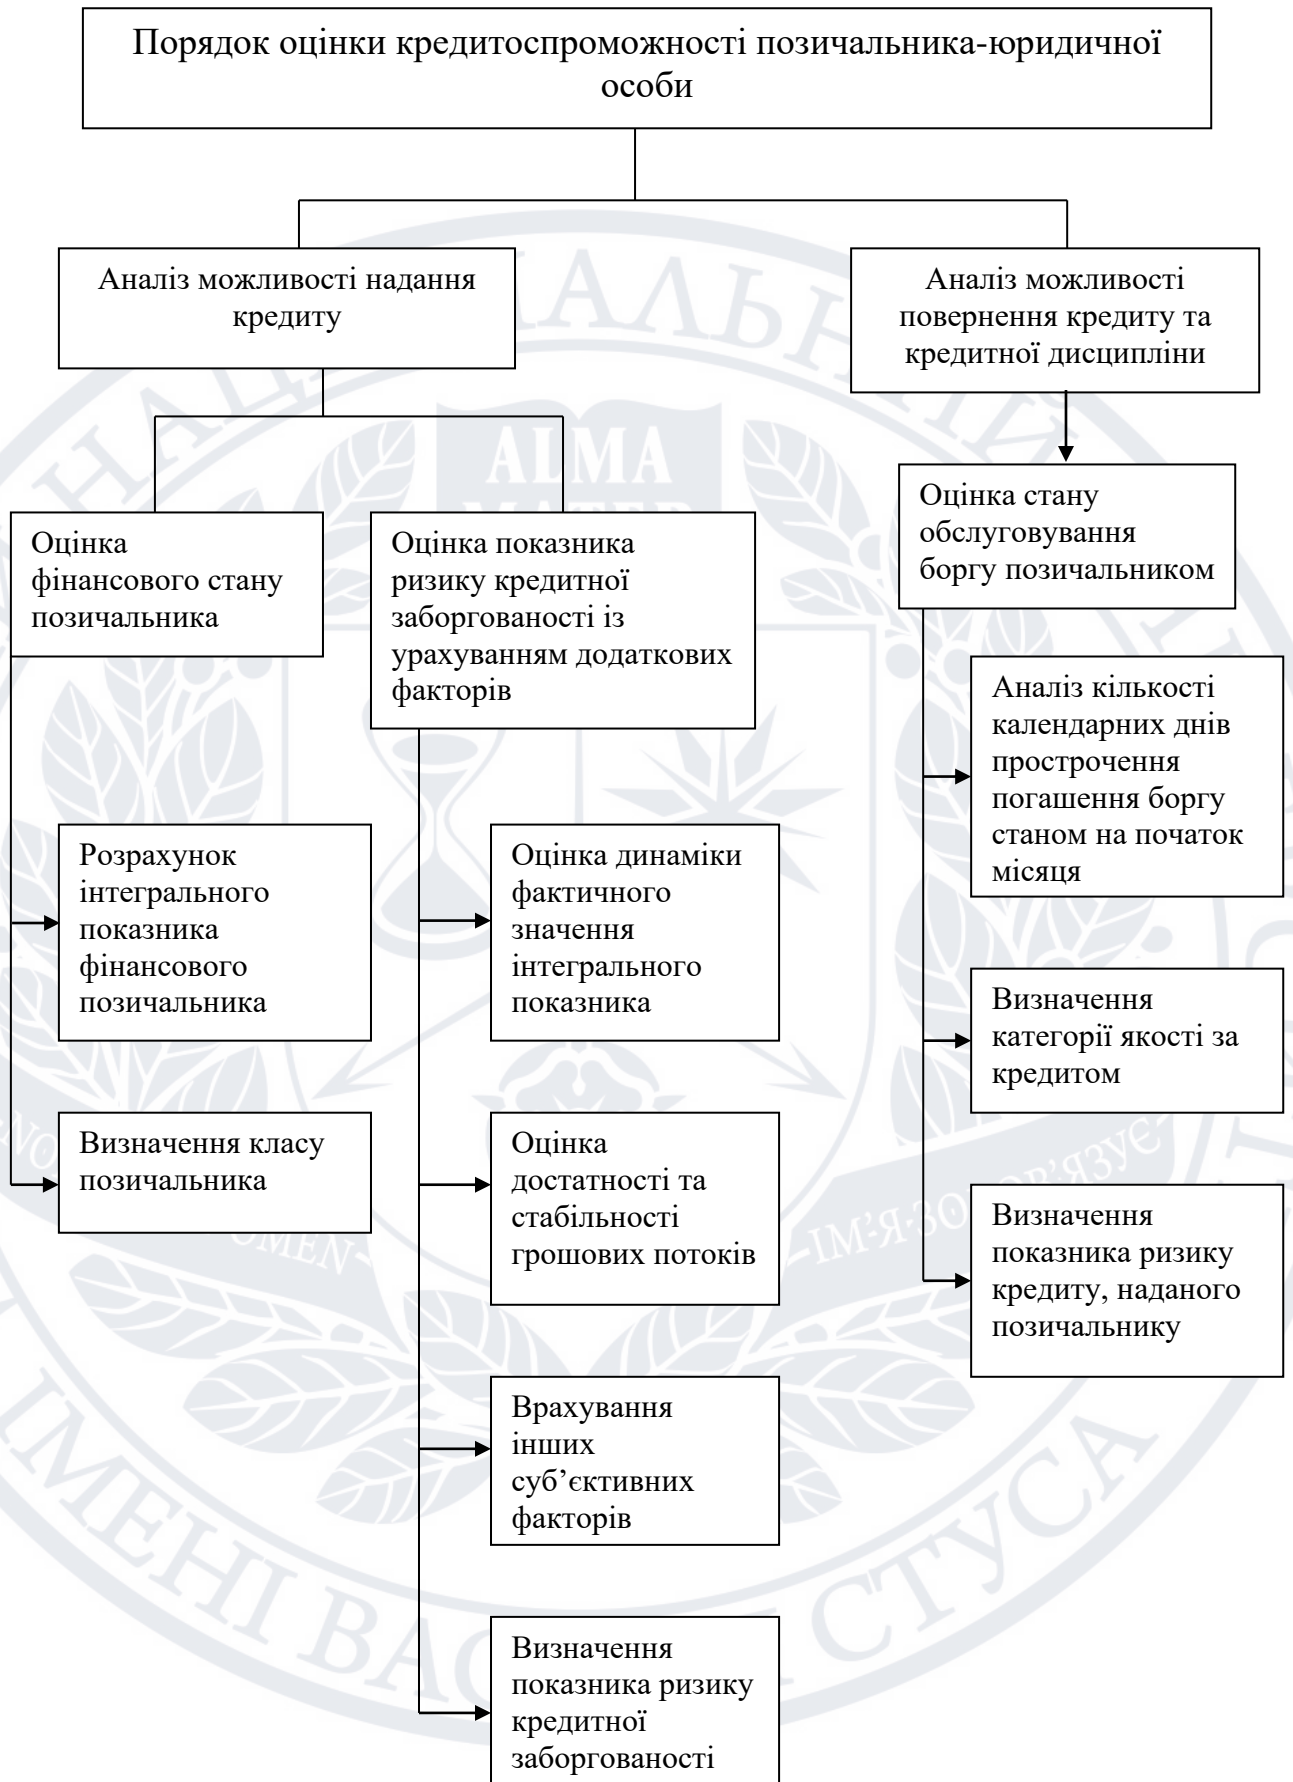 Порядок оцінки кредитоспроможності позичальника-юридичної
особи
Аналіз можливості надання
кредиту
Аналіз можливості
повернення кредиту та
кредитної дисципліни
Оцінка
фінансового стану
позичальника
Оцінка показника
ризику кредитної
заборгованості із
урахуванням додаткових
факторів
Оцінка стану
обслуговування
боргу позичальником
Розрахунок
інтегрального
показника
фінансового
позичальника
Визначення класу
позичальника
Оцінка динаміки
фактичного
значення
інтегрального
показника
Оцінка
достатності та
стабільності
грошових потоків
Врахування
інших
суб’єктивних
факторів
Визначення
показника ризику
кредитної
заборгованості
Аналіз кількості
календарних днів
прострочення
погашення боргу
станом на початок
місяця
Визначення
категорії якості за
кредитом
Визначення
показника ризику
кредиту, наданого
позичальнику
ALMA
ІМЕНІ ВАС
СТУСА